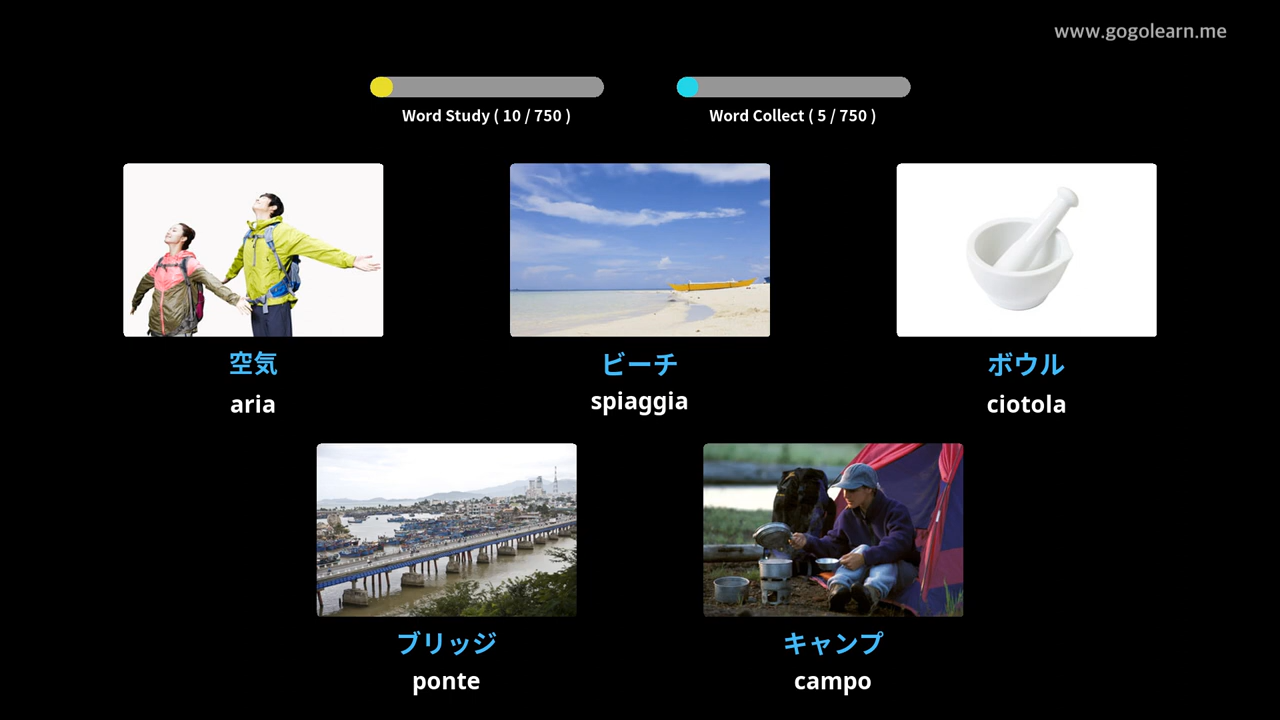 www.gogolearn.me
Word Study ( 10 / 750 )
Word Collect ( 5 / 750 )
空気
aria
ビーチ
spiaggia
ボウル
ciotola
ブリッジ
ponte
キャンプ
campo